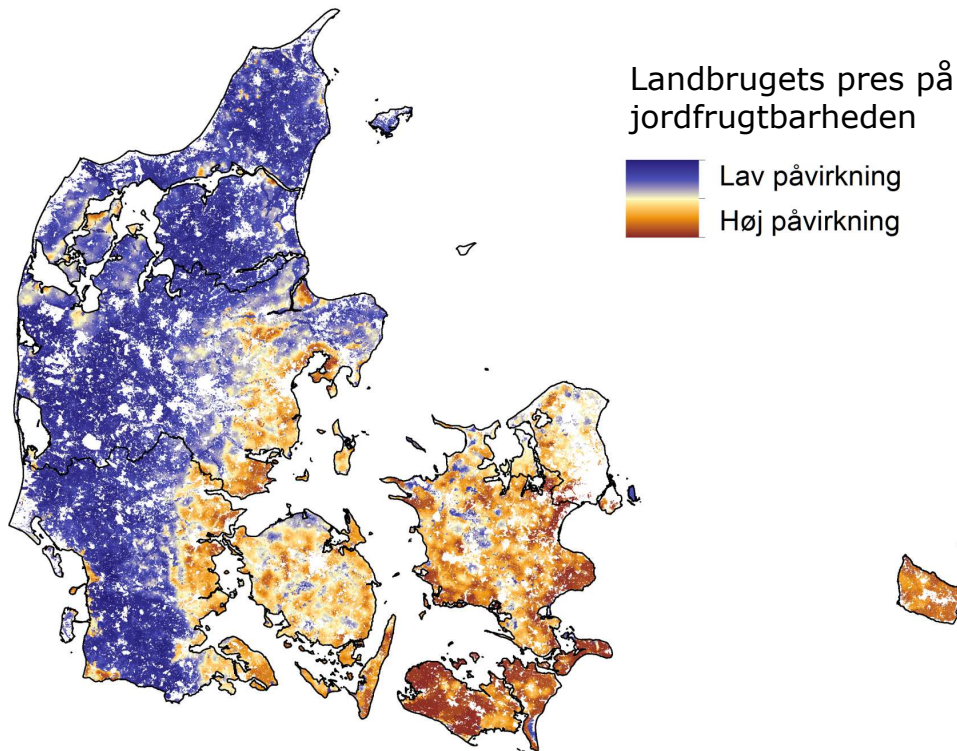 Landbrugets pres på
jordfrugtbarheden
Lav påvirkning
Høj påvirkning